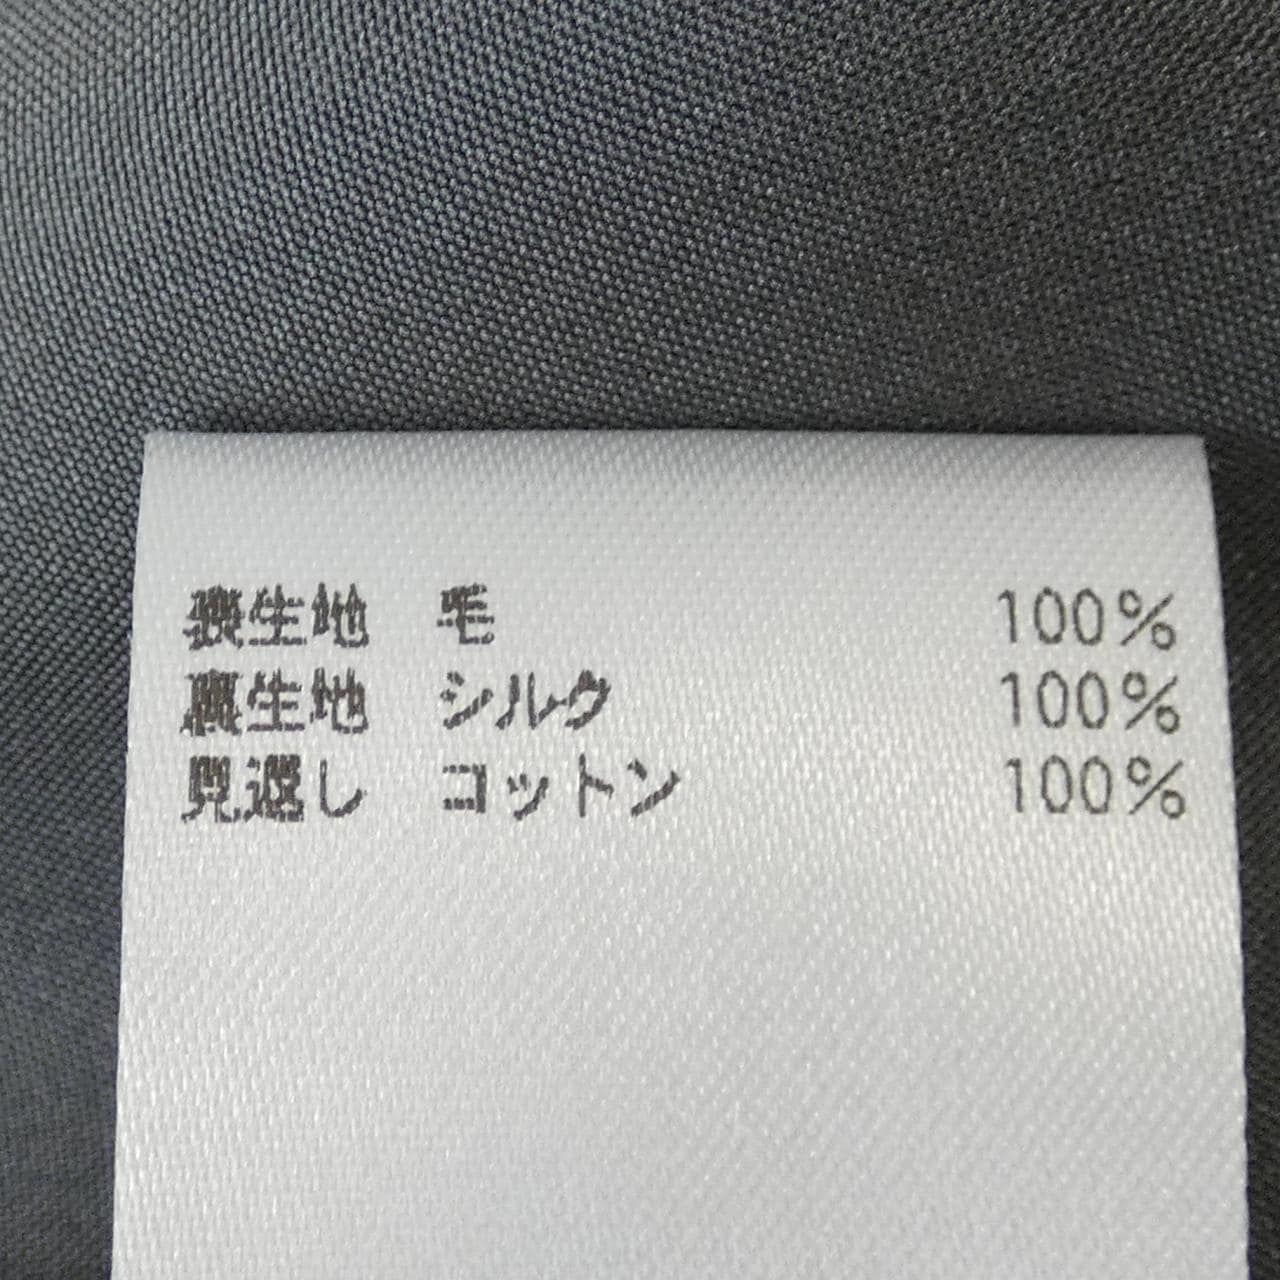 表生地 毛 100%
裏生地 シルク 100%
見返し コットン 100%